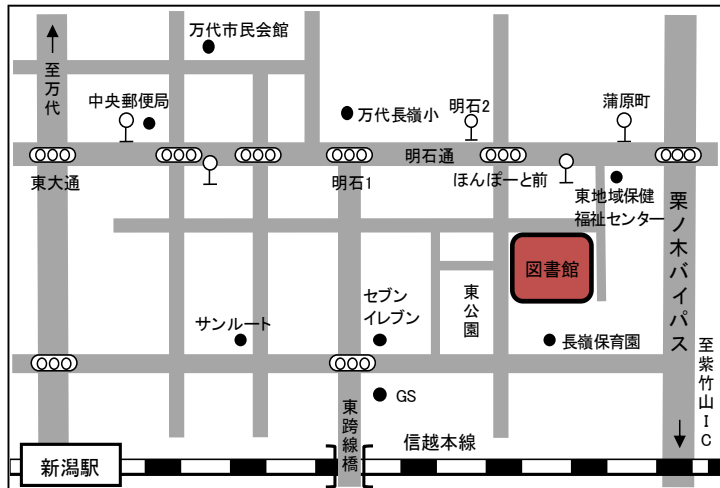 万代市民会館
至万代
中央郵便局
万代長嶺小
明石2
蒲原町
東大通
明石1
明石通
ほんぽーと前
東地域保健
福祉センター
栗ノ木バイパス
図書館
東公園
セブン
イレブン
サンルート
長嶺保育園
至紫竹山IC
GS
東跨線橋
信越本線
新潟駅